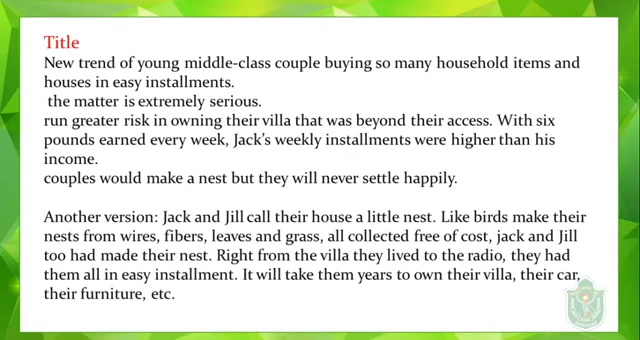 Title
New trend of young middle-class couple buying so many household items and
houses in easy installments.
the matter is extremely serious.
run greater risk in owning their villa that was beyond their access. With six
pounds earned every week, Jack's weekly installments were higher than his
income.
couples would make a nest but they will never settle happily.
Another version: Jack and Jill call their house a little nest. Like birds make their
nests from wires, fibers, leaves and grass, all collected free of cost, jack and Jill
too had made their nest. Right from the villa they lived to the radio, they had
them all in easy installment. It will take them years to own their villa, their car,
their furniture, etc.